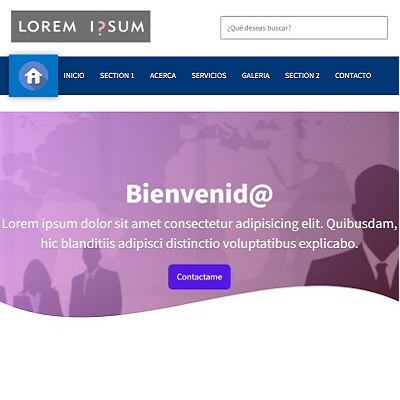 LOREM IPSUM
¿Qué deseas buscar?
INICIO SECTION 1 ACERCA SERVICIOS GALERIA SECTION 2 CONTACTO
Bienvenid@
Lorem ipsum dolor sit amet consectetur adipisicing elit. Quibusdam,
hic blanditiis adipisci distinctio voluptatibus explicabo.
Contactame